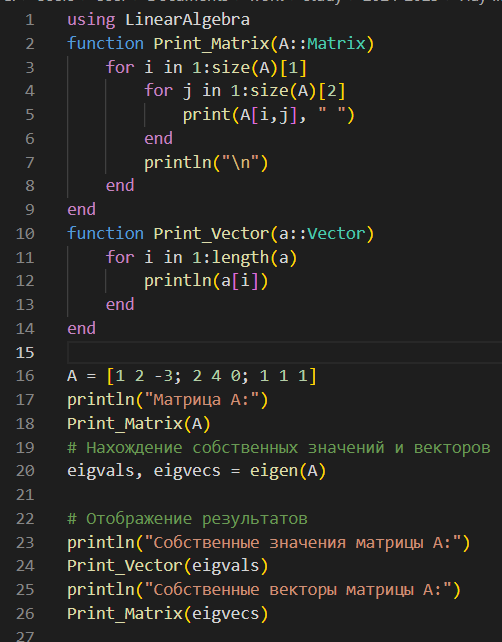 1 using LinearAlgebra
2 function Print_Matrix(A::Matrix)
3     for i in 1:size(A)[1]
4         for j in 1:size(A)[2]
5             print(A[i,j], " ")
6         end
7         println("\n")
8     end
9 end
10 function Print_Vector(a::Vector)
11     for i in 1:length(a)
12         println(a[i])
13     end
14 end
15
16 A = [1 2 -3; 2 4 0; 1 1 1]
17 println("Матрица A:")
18 Print_Matrix(A)
19 # Нахождение собственных значений и векторов
20 eigvals, eigvecs = eigen(A)
21
22 # Отображение результатов
23 println("Собственные значения матрицы A:")
24 Print_Vector(eigvals)
25 println("Собственные векторы матрицы A:")
26 Print_Matrix(eigvecs)
27